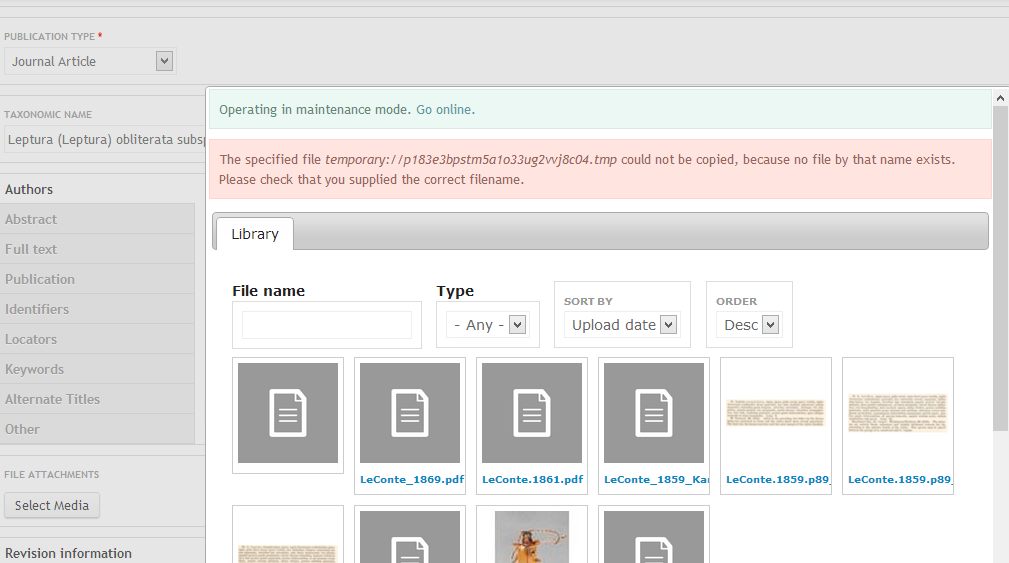 PUBLICATION TYPE *
Journal Article
TAXONOMIC NAME
Leptura (Leptura) obliterata subsp
Authors
Abstract
Full text
Publication
Identifiers
Locators
Keywords
Alternate Titles
Other
FILE ATTACHMENTS
Select Media
Revision information
Operating in maintenance mode. Go online.
The specified file temporary://p183e3bpstm5a1o33ug2vvj8c04.tmp could not be copied, because no file by that name exists.
Please check that you supplied the correct filename.
Library
File name
Type
- Any -
SORT BY
Upload date
ORDER
Desc
LeConte_1869.pdf
LeConte.1861.pdf
LeConte_1859_Kan
LeConte.1859.p89_
LeConte.1859.p89_